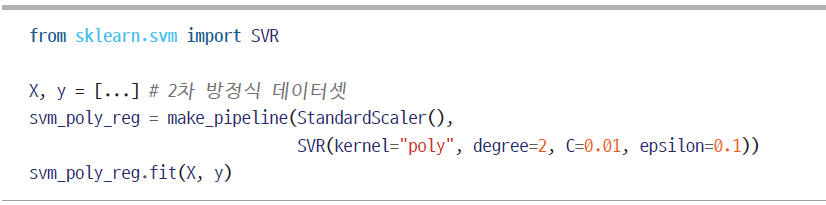 from sklearn.svm import SVR
X, y = [...] # 2차 방정식 데이터셋
svm_poly_reg = make_pipeline(StandardScaler(),
SVR(kernel="poly", degree=2, C=0.01, epsilon=0.1))
svm_poly_reg.fit(X, y)